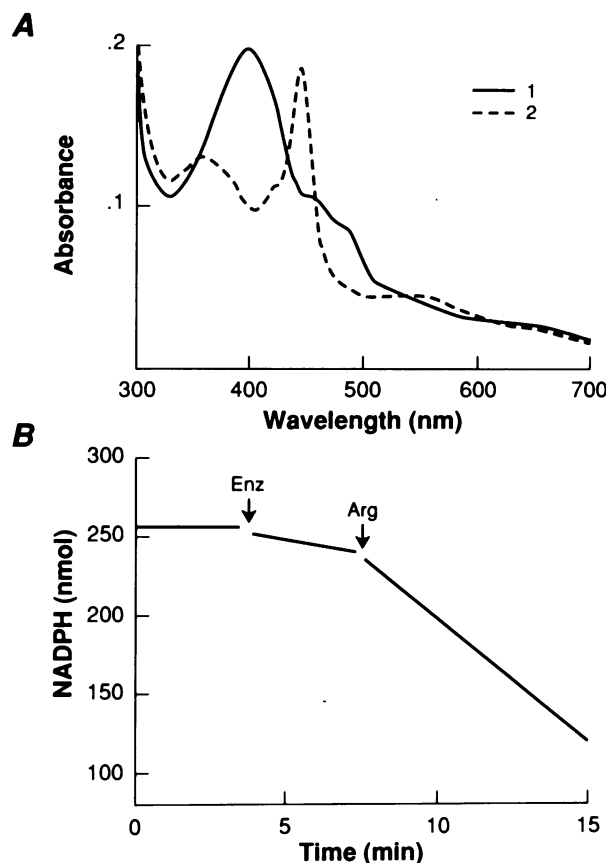 A
.2
.1
Absorbance
1
2
300 400 500 600 700
Wavelength (nm)
B
300
250
200
150
100
NADPH (nmol)
Enz
Arg
0 5 10 15
Time (min)